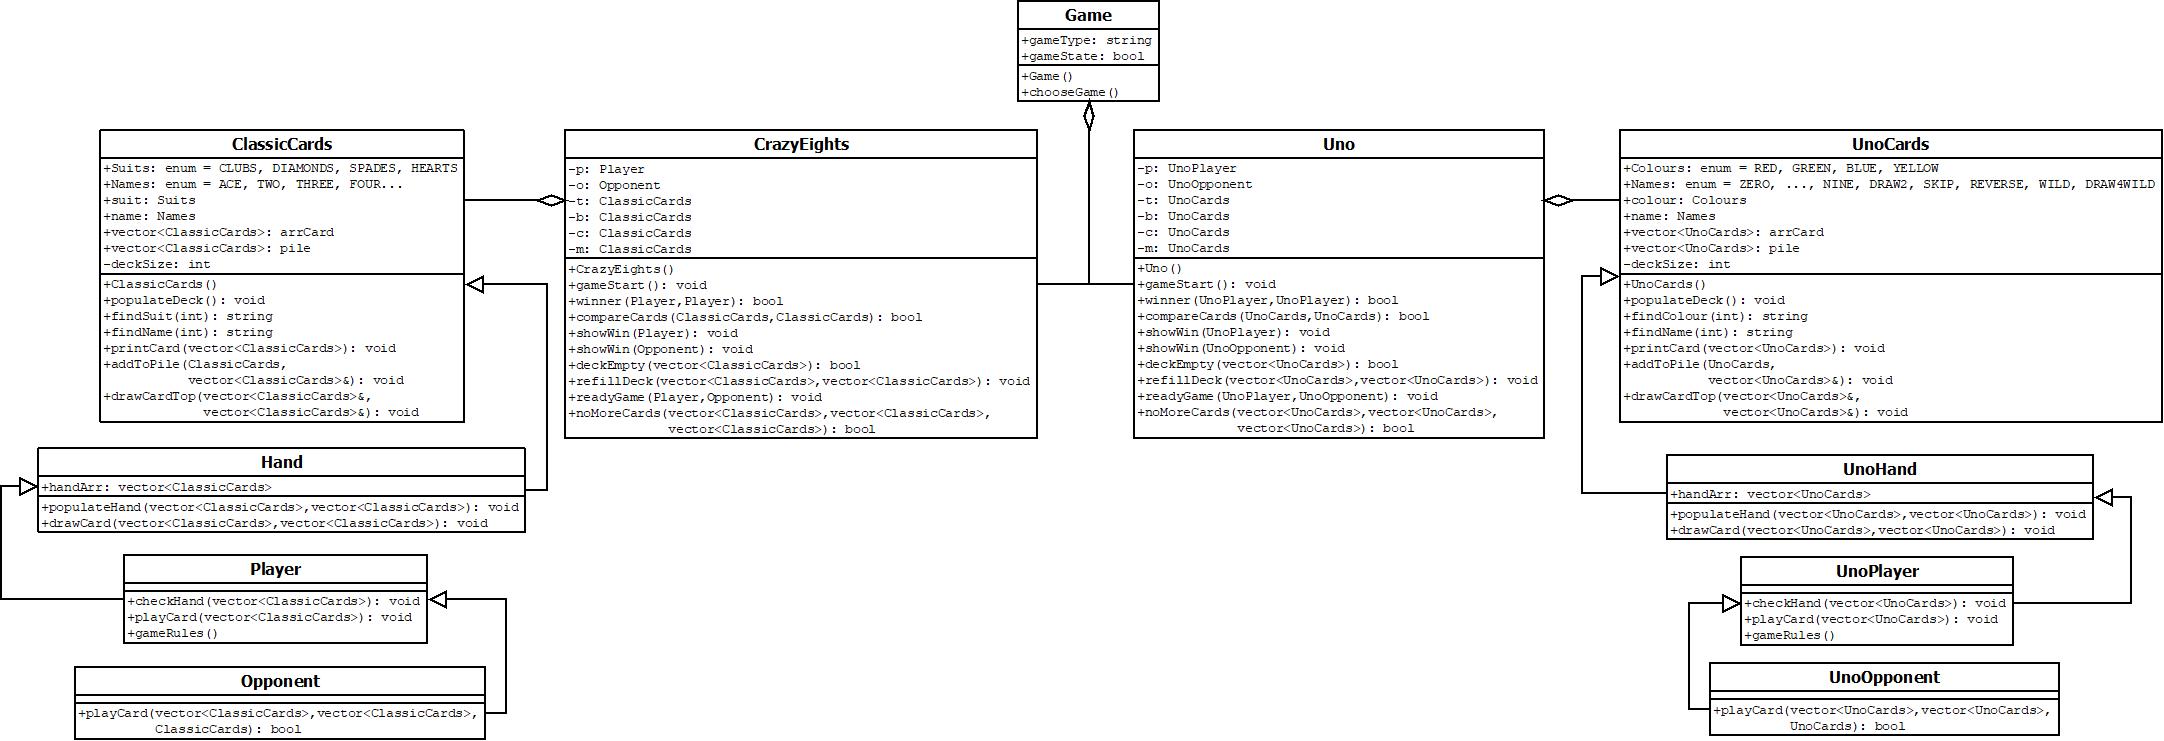 Game
+gameType: string
+gameState: bool
+Game()
+chooseGame()
ClassicCards
+Suits: enum = CLUBS, DIAMONDS, SPADES, HEARTS
+Names: enum = ACE, TWO, THREE, FOUR...
+suit: Suits
+name: Names
+vector<ClassicCards>: arrCard
+vector<ClassicCards>: pile
-deckSize: int
+ClassicCards()
+populateDeck(): void
+findSuit(int): string
+findName(int): string
+printCard(vector<ClassicCards>): void
+addToPile(ClassicCards,
vector<ClassicCards>&): void
+drawCardTop(vector<ClassicCards>&,
vector<ClassicCards>&): void
CrazyEights
-p: Player
-o: Opponent
-t: ClassicCards
-b: ClassicCards
-c: ClassicCards
-m: ClassicCards
+CrazyEights()
+gameStart(): void
+winner(Player,Player): bool
+compareCards(ClassicCards,ClassicCards): bool
+showWin(Player): void
+showWin(Opponent): void
+deckEmpty(vector<ClassicCards>): bool
+refillDeck(vector<ClassicCards>,vector<ClassicCards>): void
+readyGame(Player,Opponent): void
+noMoreCards(vector<ClassicCards>,vector<ClassicCards>,
vector<ClassicCards>): bool
Uno
-p: UnoPlayer
-o: UnoOpponent
-t: UnoCards
-b: UnoCards
-c: UnoCards
-m: UnoCards
+Uno()
+gameStart(): void
+winner(UnoPlayer,UnoPlayer): bool
+compareCards(UnoCards,UnoCards): bool
+showWin(UnoPlayer): void
+showWin(UnoOpponent): void
+deckEmpty(vector<UnoCards>): bool
+refillDeck(vector<UnoCards>,vector<UnoCards>): void
+readyGame(UnoPlayer,UnoOpponent): void
+noMoreCards(vector<UnoCards>,vector<UnoCards>,
vector<UnoCards>): bool
UnoCards
+Colours: enum = RED, GREEN, BLUE, YELLOW
+Names: enum = ZERO, ..., NINE, DRAW2, SKIP, REVERSE, WILD, DRAW4WILD
+colour: Colours
+name: Names
+vector<UnoCards>: arrCard
+vector<UnoCards>: pile
-deckSize: int
+UnoCards()
+populateDeck(): void
+findColour(int): string
+findName(int): string
+printCard(vector<UnoCards>): void
+addToPile(UnoCards,
vector<UnoCards>&): void
+drawCardTop(vector<UnoCards>&,
vector<UnoCards>&): void
Hand
+handArr: vector<ClassicCards>
+populateHand(vector<ClassicCards>,vector<ClassicCards>): void
+drawCard(vector<ClassicCards>,vector<ClassicCards>): void
Player
+checkHand(vector<ClassicCards>): void
+playCard(vector<ClassicCards>): void
+gameRules()
Opponent
+playCard(vector<ClassicCards>,vector<ClassicCards>,
ClassicCards): bool
UnoHand
+handArr: vector<UnoCards>
+populateHand(vector<UnoCards>,vector<UnoCards>): void
+drawCard(vector<UnoCards>,vector<UnoCards>): void
UnoPlayer
+checkHand(vector<UnoCards>): void
+playCard(vector<UnoCards>): void
+gameRules()
UnoOpponent
+playCard(vector<UnoCards>,vector<UnoCards>,
UnoCards): bool